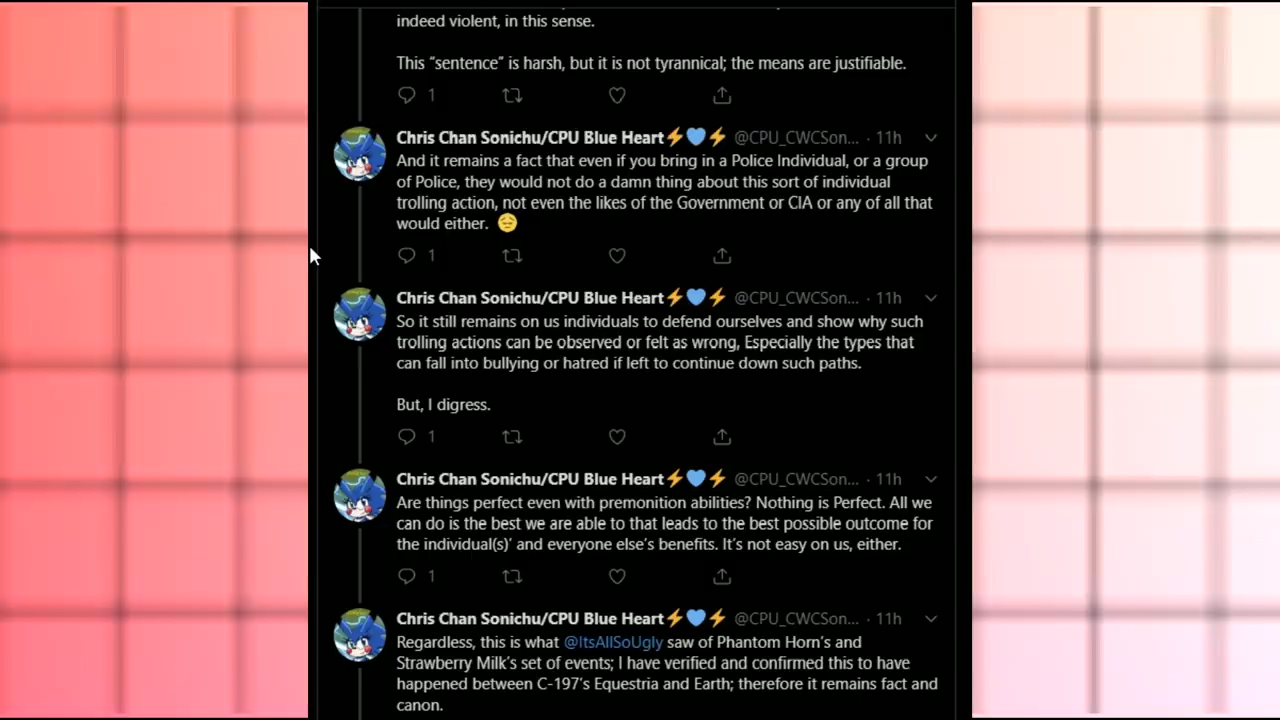 indeed violent, in this sense.
This “sentence” is harsh, but it is not tyrannical; the means are justifiable.
1
Chris Chan Sonichu/CPU Blue Heart⚡💙⚡ @CPU_CWCSon... · 11h
And it remains a fact that even if you bring in a Police Individual, or a group
of Police, they would not do a damn thing about this sort of individual
trolling action, not even the likes of the Government or CIA or any of all that
would either. 😔
1
Chris Chan Sonichu/CPU Blue Heart⚡💙⚡ @CPU_CWCSon... · 11h
So it still remains on us individuals to defend ourselves and show why such
trolling actions can be observed or felt as wrong, Especially the types that
can fall into bullying or hatred if left to continue down such paths.
But, I digress.
1
Chris Chan Sonichu/CPU Blue Heart⚡💙⚡ @CPU_CWCSon... · 11h
Are things perfect even with premonition abilities? Nothing is Perfect. All we
can do is the best we are able to that leads to the best possible outcome for
the individual(s)’ and everyone else’s benefits. It’s not easy on us, either.
1
Chris Chan Sonichu/CPU Blue Heart⚡💙⚡ @CPU_CWCSon... · 11h
Regardless, this is what @ItsAllSoUgly saw of Phantom Horn’s and
Strawberry Milk’s set of events; I have verified and confirmed this to have
happened between C-197’s Equestria and Earth; therefore it remains fact and
canon.